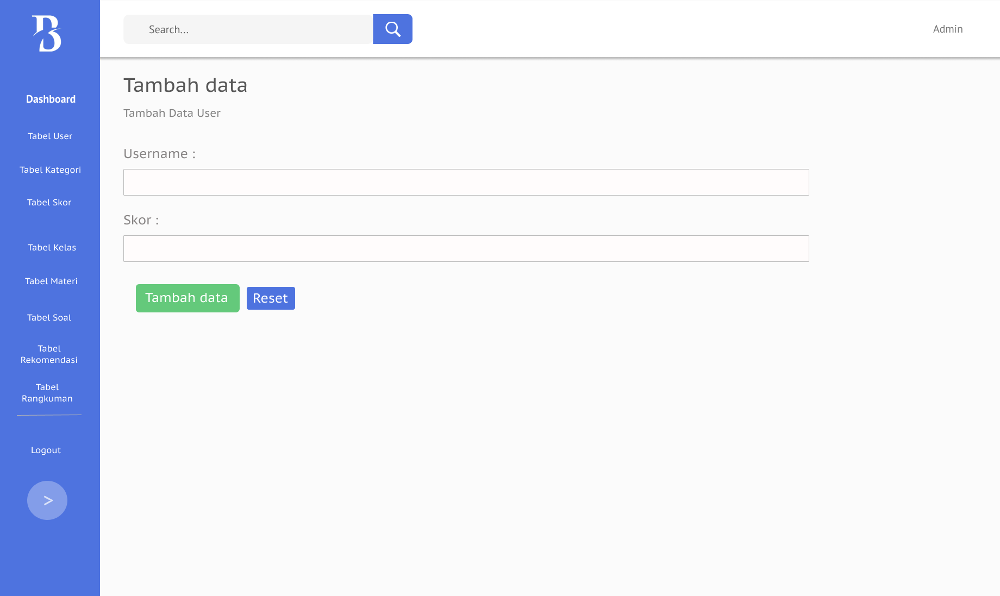 B
Search...
Admin
Dashboard
Tabel User
Tabel Kategori
Tabel Skor
Tabel Kelas
Tabel Materi
Tabel Soal
Tabel
Rekomendasi
Tabel
Rangkuman
Logout
>
Tambah data
Tambah Data User
Username :
Skor :
Tambah data
Reset